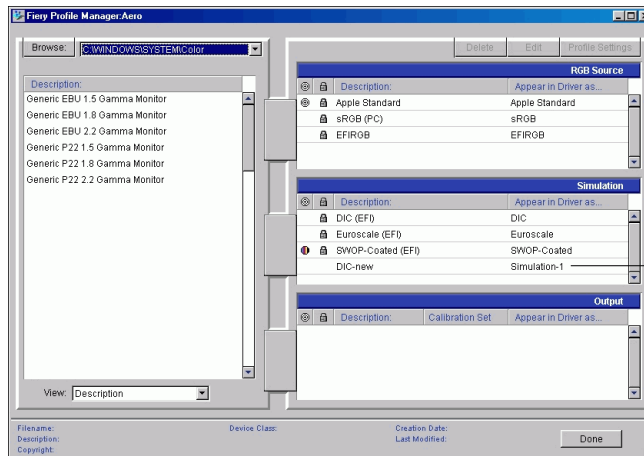 Fiery Profile Manager:Aero
Browse: C:\WINDOWS\SYSTEM\Color
Description:
Generic EBU 1.5 Gamma Monitor
Generic EBU 1.8 Gamma Monitor
Generic EBU 2.2 Gamma Monitor
Generic P22 1.5 Gamma Monitor
Generic P22 1.8 Gamma Monitor
Generic P22 2.2 Gamma Monitor
View: Description
Delete Edit Profile Settings
RGB Source
Description: Appear in Driver as...
Apple Standard Apple Standard
sRGB (PC) sRGB
EFIRGB EFIRGB
Simulation
Description: Appear in Driver as...
DIC (EFI) DIC
Euroscale (EFI) Euroscale
SWOP-Coated (EFI) SWOP-Coated
DIC-new Simulation-1
Output
Description: Calibration Set Appear in Driver as...
Filename: Device Class: Creation Date:
Description: Last Modified:
Copyright:
Done